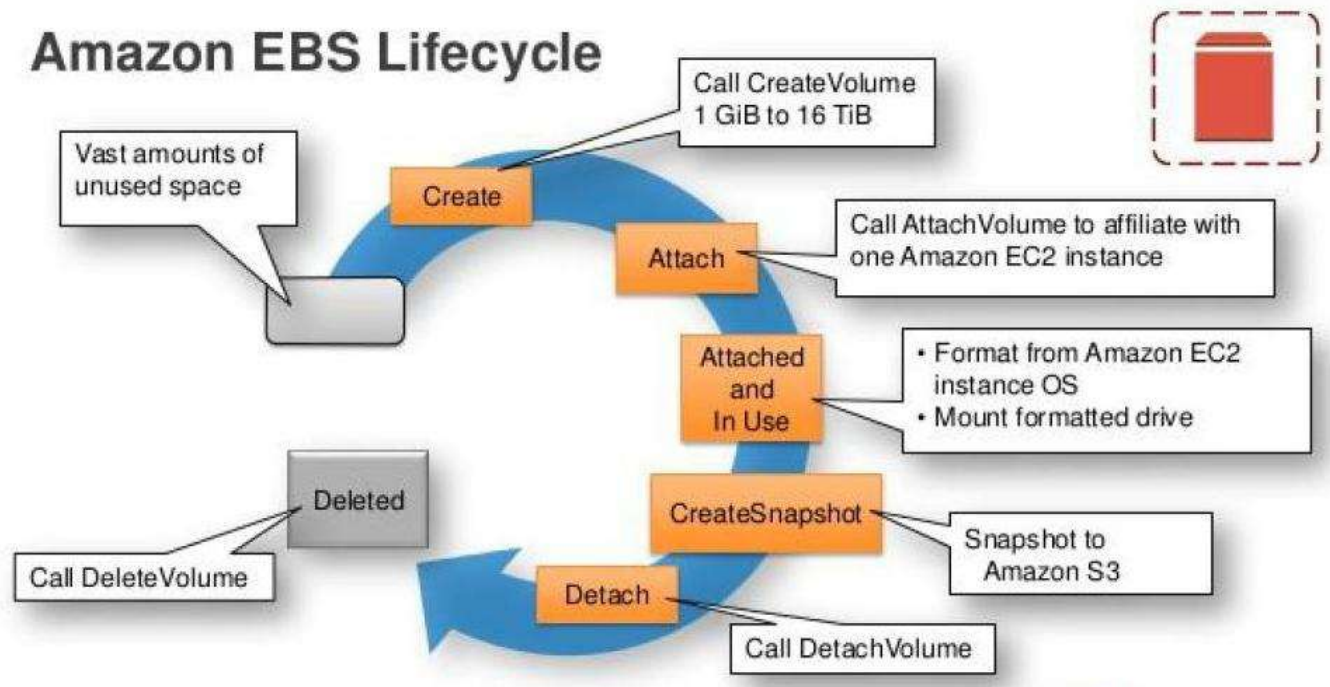 Amazon EBS Lifecycle
Call CreateVolume
1 GiB to 16 TiB
Vast amounts of
unused space
Create
Call AttachVolume to affiliate with
one Amazon EC2 instance
Attach
Attached
and
In Use
• Format from Amazon EC2
instance OS
• Mount formatted drive
Deleted
CreateSnapshot
Snapshot to
Amazon S3
Call DeleteVolume
Detach
Call DetachVolume